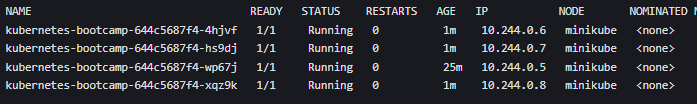 NAME READY STATUS RESTARTS AGE IP NODE NOMINATED
kubernetes-bootcamp-644c5687f4-4hjvf 1/1 Running 0 1m 10.244.0.6 minikube <none>
kubernetes-bootcamp-644c5687f4-hs9dj 1/1 Running 0 1m 10.244.0.7 minikube <none>
kubernetes-bootcamp-644c5687f4-wp67j 1/1 Running 0 25m 10.244.0.5 minikube <none>
kubernetes-bootcamp-644c5687f4-xqz9k 1/1 Running 0 1m 10.244.0.8 minikube <none>